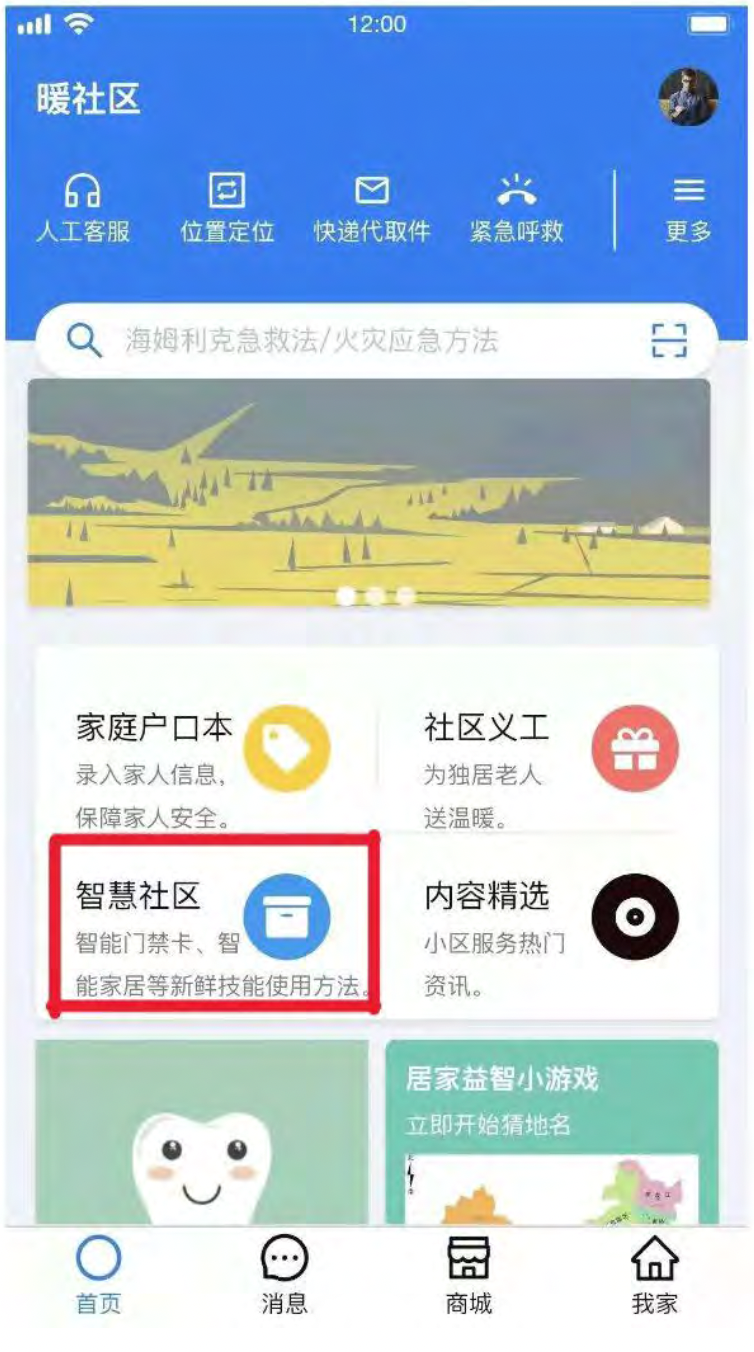 12:00
暖社区
人工客服 位置定位 快递代取件 紧急呼救 更多
海姆利克急救法/火灾应急方法
家庭户口本
录入家人信息,
保障家人安全。
社区义工
为独居老人
送温暖。
智慧社区
智能门禁卡、智
能家居等新鲜技能使用方法。
内容精选
小区服务热门
资讯。
居家益智小游戏
立即开始猜地名
首页 消息 商城 我家